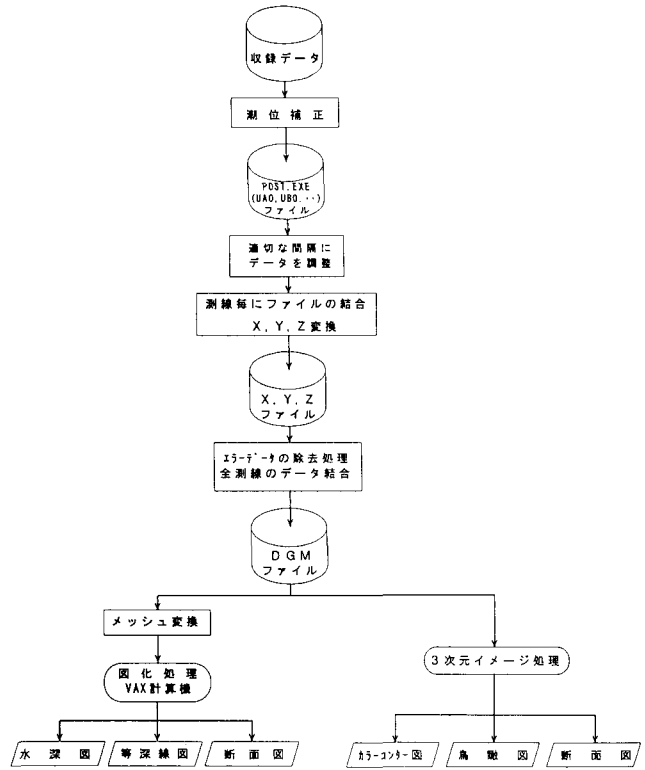 収録データ
測位補正
POST.EXE
(UA0,UB0,‥)
ファイル
適切な間隔に
データを調整
測線毎にファイルの結合
X,Y,Z変換
X,Y,Z
ファイル
ｴﾗｰﾃﾞｰﾀの除去処理
全測線のデータ結合
DGM
ファイル
メッシュ変換
3次元イメージ処理
図化処理
VAX計算機
水深図
等深線図
断面図
ｶﾗｰｺﾝﾀｰ図
鳥瞰図
断面図